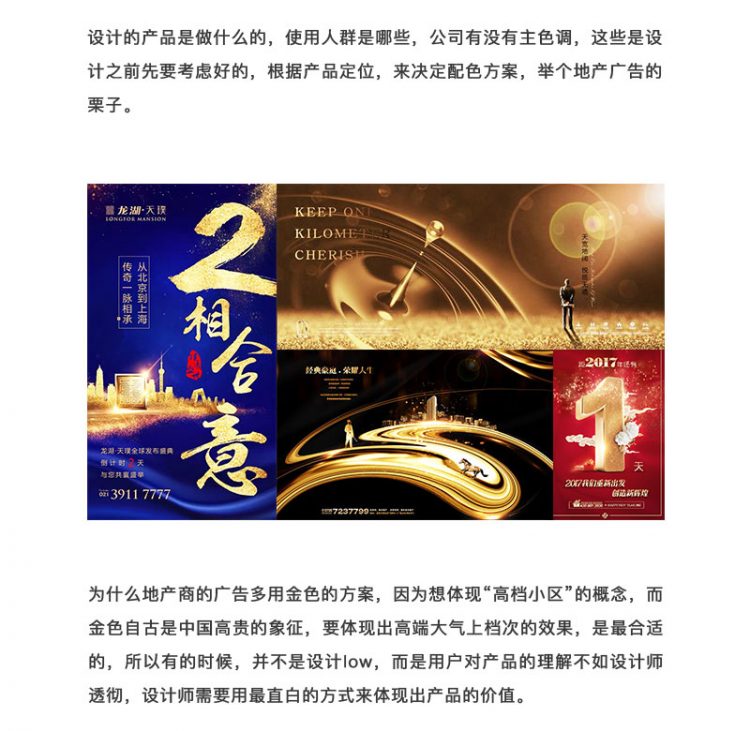 设计的产品是做什么的，使用人群是哪些，公司有没有主色调，这些是设
计之前先要考虑好的，根据产品定位，来决定配色方案，举个地产广告的
栗子。
龙湖·天璞
LONGFOR MANSION
从北京到上海
传奇一脉相承
2
相合意
龙湖·天璞全球发布盛典
倒计时2天
与您共襄盛举
021 3911 7777
KEEP ONE
KILOMETER
CHERISH
经典豪庭·荣耀人生
7237799
距2017年还有
1
天
2017我们重新出发
创造新辉煌
为什么地产商的广告多用金色的方案，因为想体现“高档小区”的概念，而
金色自古是中国高贵的象征，要体现出高端大气上档次的效果，是最合适
的，所以有的时候，并不是设计low，而是用户对产品的理解不如设计师
透彻，设计师需要用最直白的方式来体现出产品的价值。